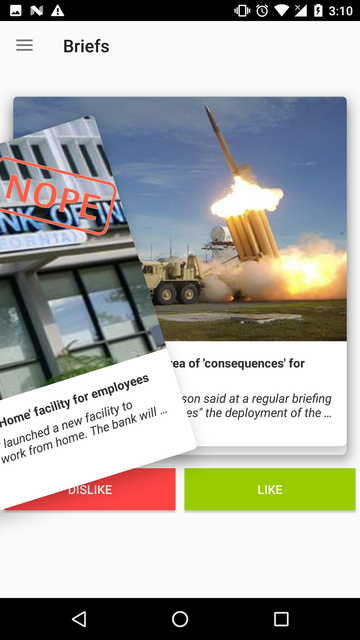 3:10
Briefs
NOPE
NK OF
FORNIA)
Home' facility for employees
launched a new facility to
work from home. The bank will ...
rea of 'consequences' for
son said at a regular briefing
es" the deployment of the ...
DISLIKE
LIKE